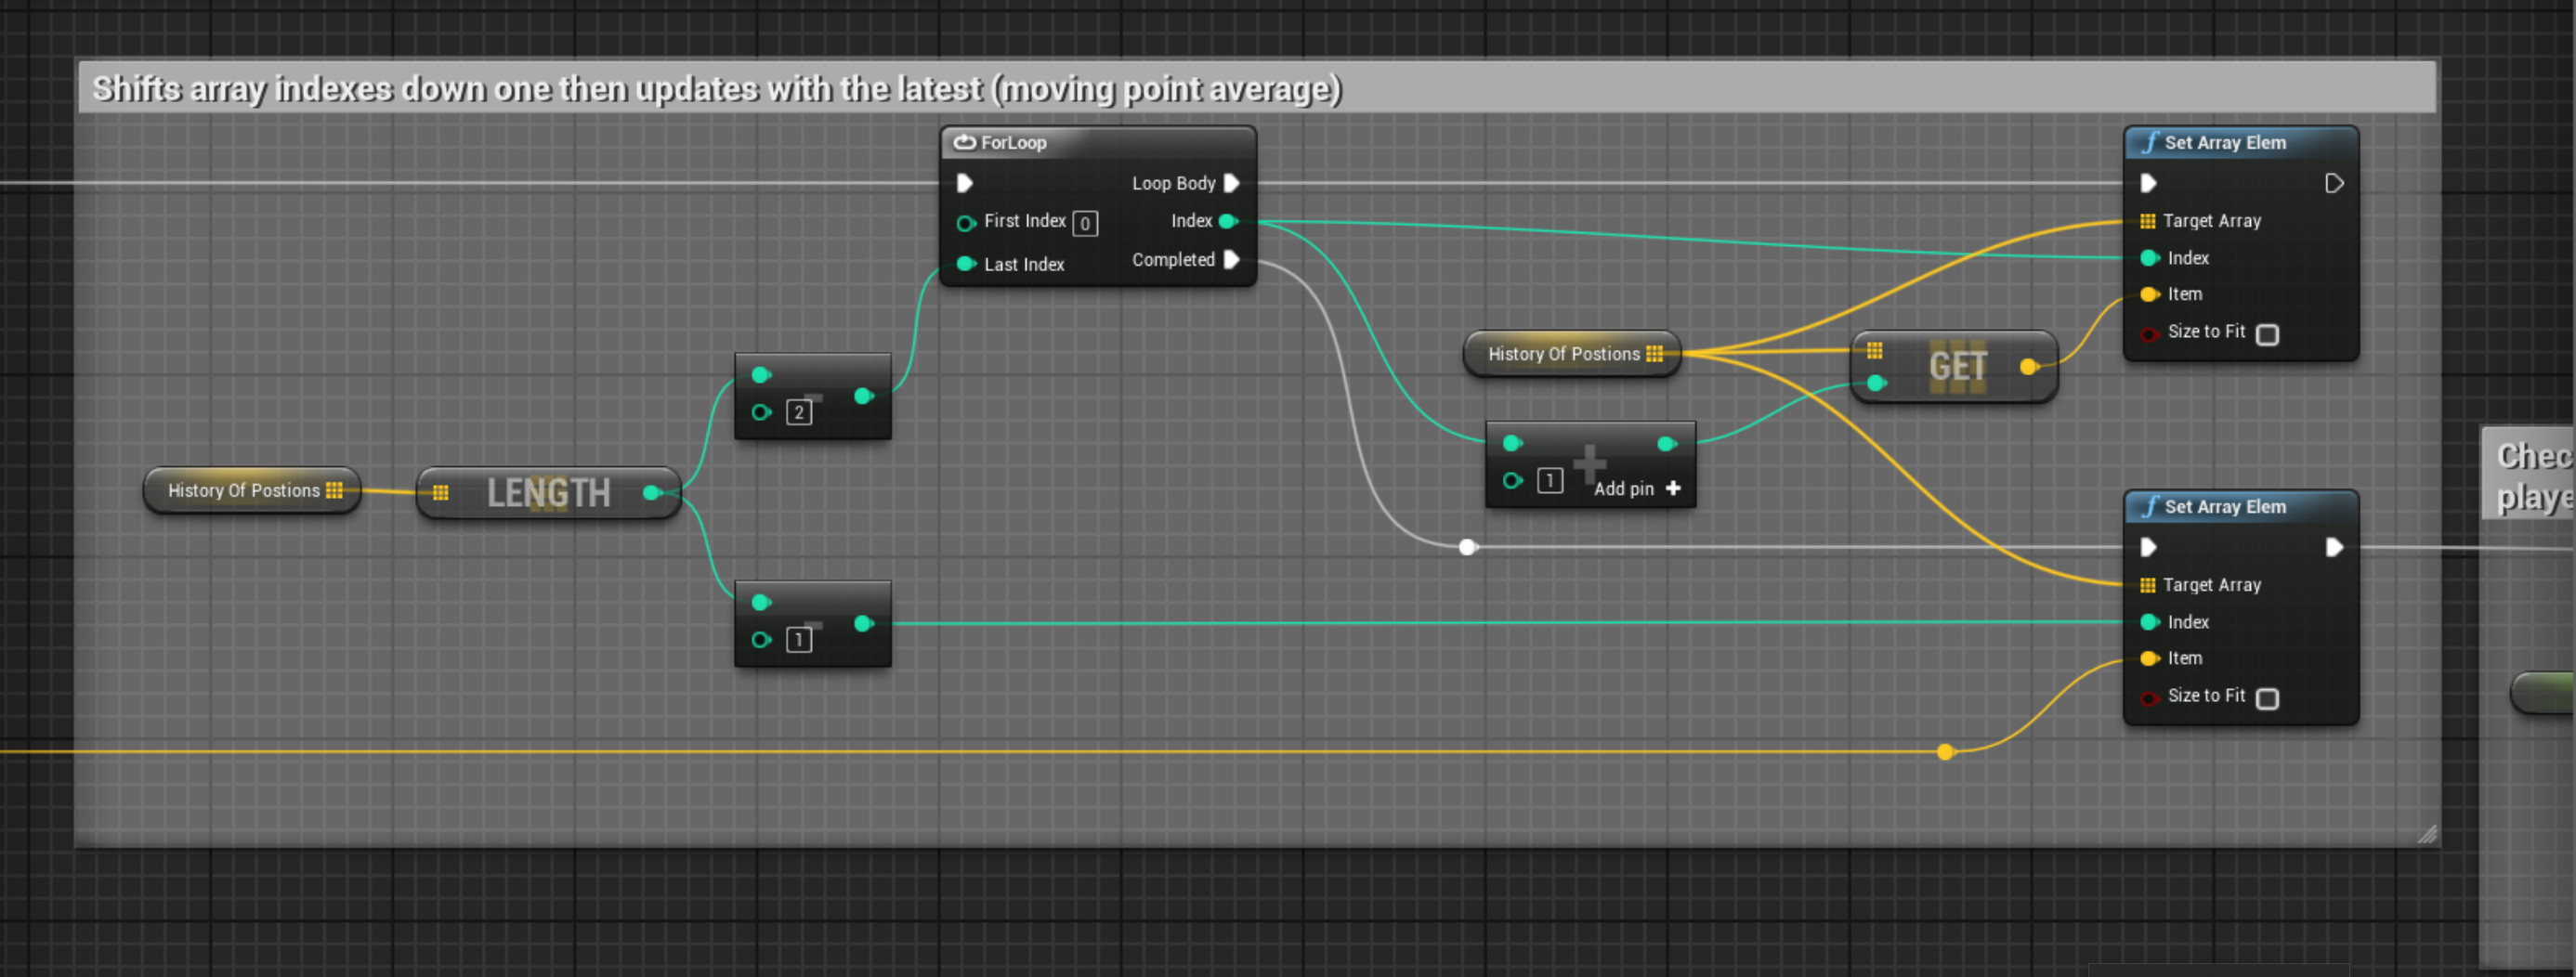 Shifts array indexes down one then updates with the latest (moving point average)
ForLoop
Loop Body
First Index 0
Index
Last Index
Completed
Set Array Elem
Target Array
Index
Item
Size to Fit
History Of Postions
GET
2
-
1
+
Add pin +
History Of Postions
LENGTH
1
-
Set Array Elem
Target Array
Index
Item
Size to Fit
Chec
playe